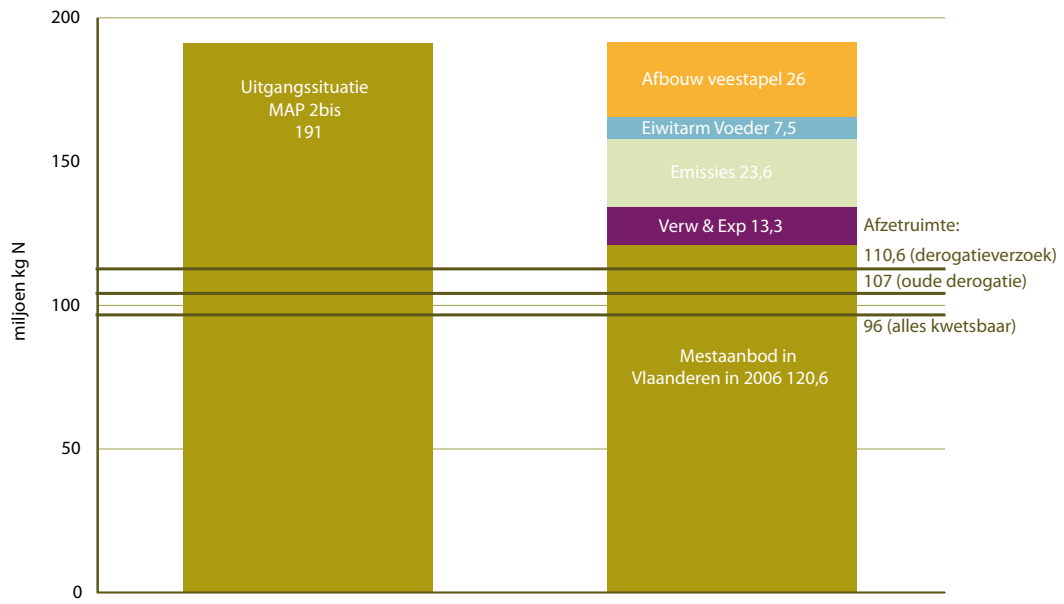 miljoen kg N
200
150
100
50
0
Uitgangssituatie
MAP 2bis
191
Afbouw veestapel 26
Eiwitarm Voeder 7,5
Emissies 23,6
Verw & Exp 13,3
Mestaanbod in
Vlaanderen in 2006 120,6
Afzetruimte:
110,6 (derogatieverzoek)
107 (oude derogatie)
96 (alles kwetsbaar)